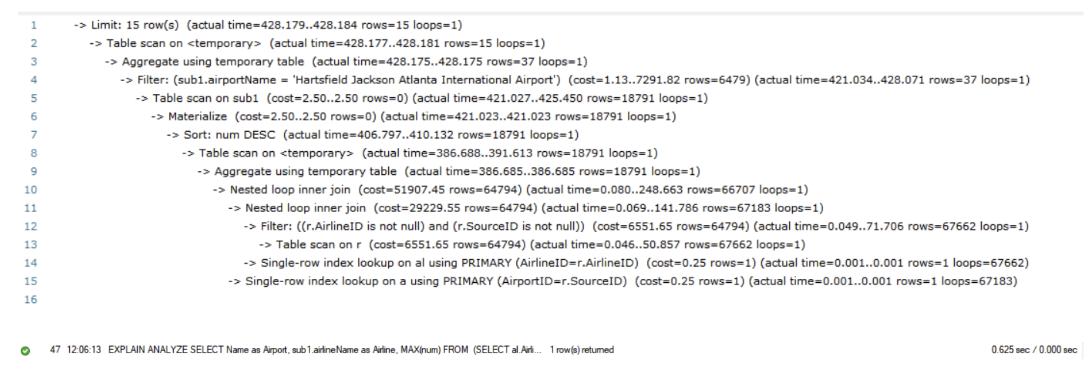 1 -> Limit: 15 row(s) (actual time=428.179..428.184 rows=15 loops=1)
2 -> Table scan on <temporary> (actual time=428.177..428.181 rows=15 loops=1)
3 -> Aggregate using temporary table (actual time=428.175..428.175 rows=37 loops=1)
4 -> Filter: (sub1.airportName = 'Hartsfield Jackson Atlanta International Airport') (cost=1.13..7291.82 rows=6479) (actual time=421.034..428.071 rows=37 loops=1)
5 -> Table scan on sub1 (cost=2.50..2.50 rows=0) (actual time=421.027..425.450 rows=18791 loops=1)
6 -> Materialize (cost=2.50..2.50 rows=0) (actual time=421.023..421.023 rows=18791 loops=1)
7 -> Sort: num DESC (actual time=406.797..410.132 rows=18791 loops=1)
8 -> Table scan on <temporary> (actual time=386.688..391.613 rows=18791 loops=1)
9 -> Aggregate using temporary table (actual time=386.685..386.685 rows=18791 loops=1)
10 -> Nested loop inner join (cost=51907.45 rows=64794) (actual time=0.080..248.663 rows=66707 loops=1)
11 -> Nested loop inner join (cost=29229.55 rows=64794) (actual time=0.069..141.786 rows=67183 loops=1)
12 -> Filter: ((r.AirlineID is not null) and (r.SourceID is not null)) (cost=6551.65 rows=64794) (actual time=0.049..71.706 rows=67662 loops=1)
13 -> Table scan on r (cost=6551.65 rows=64794) (actual time=0.046..50.857 rows=67662 loops=1)
14 -> Single-row index lookup on al using PRIMARY (AirlineID=r.AirlineID) (cost=0.25 rows=1) (actual time=0.001..0.001 rows=1 loops=67662)
15 -> Single-row index lookup on a using PRIMARY (AirportID=r.SourceID) (cost=0.25 rows=1) (actual time=0.001..0.001 rows=1 loops=67183)
16
47 12:06:13 EXPLAIN ANALYZE SELECT Name as Airport, sub1.airlineName as Airline, MAX(num) FROM (SELECT al.Airli... 1 row(s) returned 0.625 sec / 0.000 sec